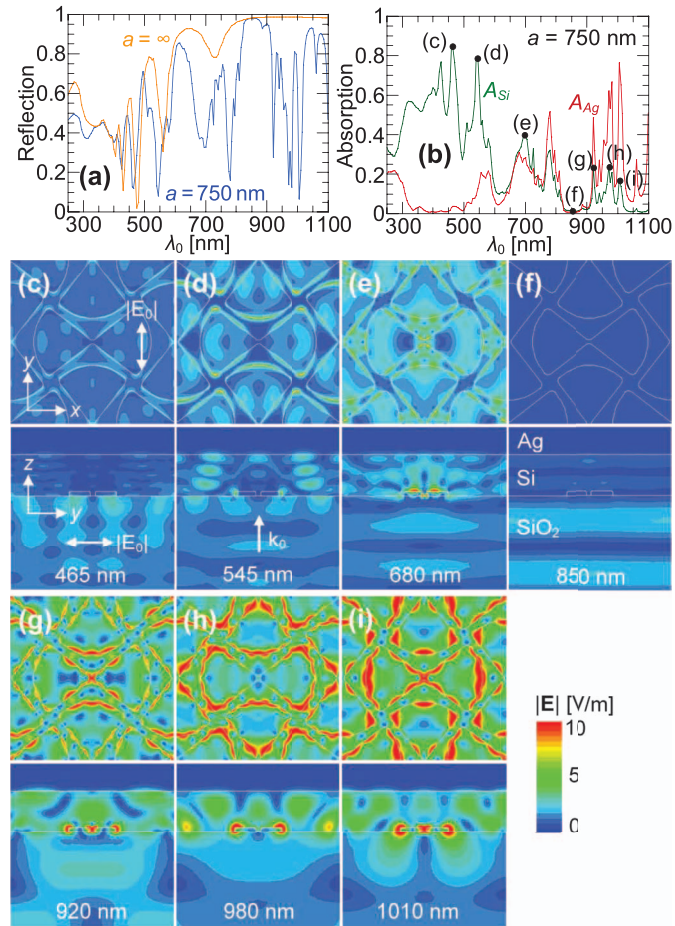 1
0.8
0.6
0.4
0.2
0
Reflection
a = ∞
(a)
a = 750 nm
300 500 700 900 1100
λ0 [nm]
1
0.8
0.6
0.4
0.2
0
Absorption
(c)
(d)
a = 750 nm
ASi
AAg
(e)
(b)
(g)
(h)
(f)
(i)
300 500 700 900 1100
λ0 [nm]
(c)
|E0|
y
x
(d)
(e)
(f)
z
y
|E0|
465 nm
k0
545 nm
680 nm
Ag
Si
SiO2
850 nm
(g)
(h)
(i)
920 nm
980 nm
1010 nm
|E| [V/m]
10
5
0